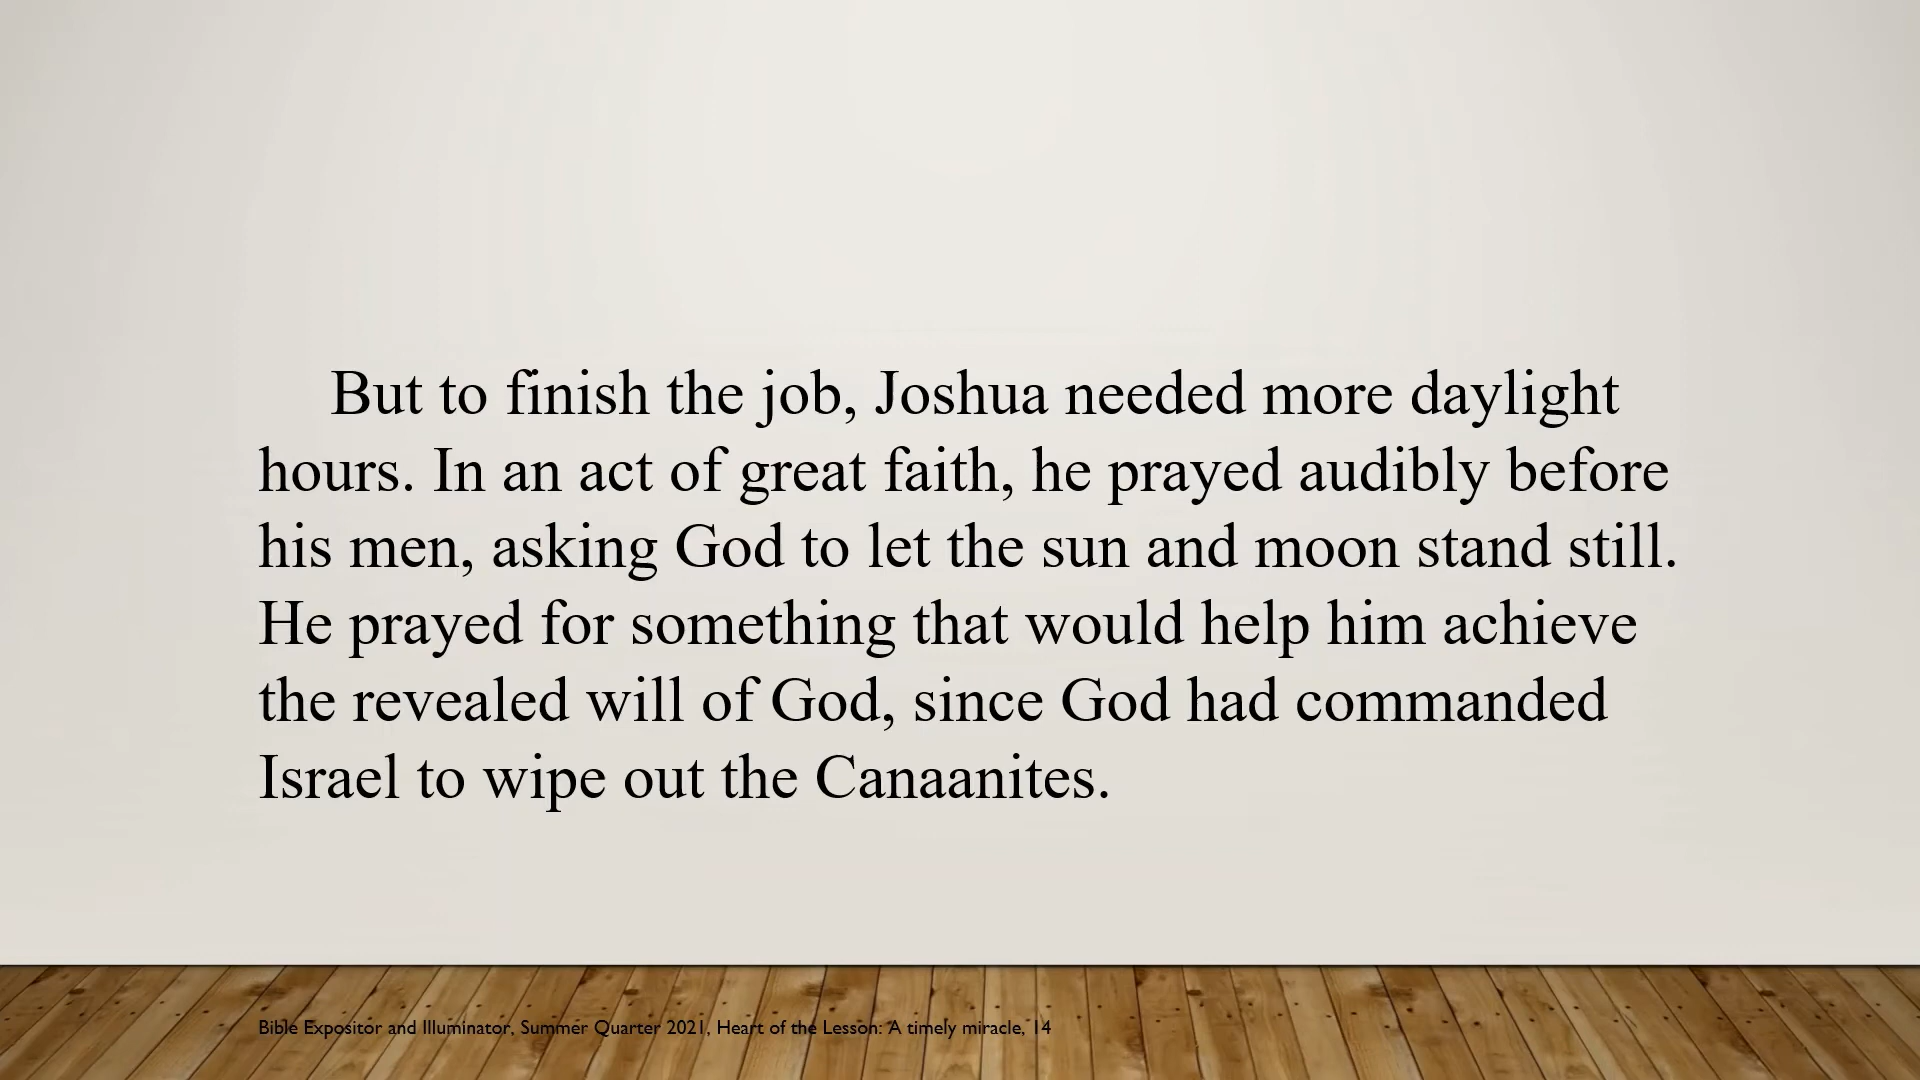 But to finish the job, Joshua needed more daylight
hours. In an act of great faith, he prayed audibly before
his men, asking God to let the sun and moon stand still.
He prayed for something that would help him achieve
the revealed will of God, since God had commanded
Israel to wipe out the Canaanites.
Bible Expositor and Illuminator, Summer Quarter 2021, Heart of the Lesson: A timely miracle, 14